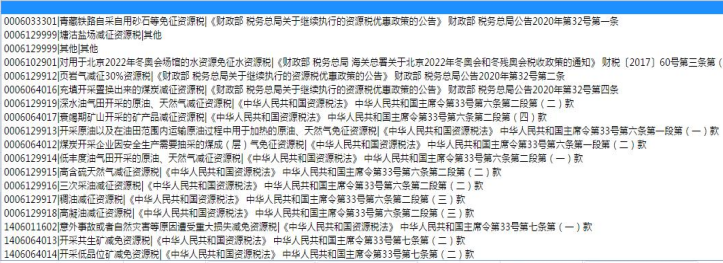 0006033301|青藏铁路自采自用砂石等免征资源税|《财政部 税务总局关于继续执行的资源税优惠政策的公告》 财政部 税务总局公告2020年第32号第一条
0006129999|塘沽盐场减征资源税|其他
0006129999|其他|其他
0006102901|对用于北京2022年冬奥会场馆的水资源免征水资源税|《财政部 税务总局 海关总署关于北京2022年冬奥会和冬残奥会税收政策的通知》 财税〔2017〕60号第三条第（
0006129912|页岩气减征30%资源税|《财政部 税务总局关于继续执行的资源税优惠政策的公告》 财政部 税务总局公告2020年第32号第二条
0006064016|充填开采置换出来的煤炭减征资源税|《财政部 税务总局关于继续执行的资源税优惠政策的公告》 财政部 税务总局公告2020年第32号第四条
0006129919|深水油气田开采的原油、天然气减征资源税|《中华人民共和国资源税法》 中华人民共和国主席令第33号第六条第二段第（二）款
0006064017|衰竭期矿山开采的矿产品减征资源税|《中华人民共和国资源税法》 中华人民共和国主席令第33号第六条第二段第（四）款
0006129913|开采原油以及在油田范围内运输原油过程中用于加热的原油、天然气免征资源税|《中华人民共和国资源税法》 中华人民共和国主席令第33号第六条第一段第（一）款
0006064012|煤炭开采企业因安全生产需要抽采的煤成（层）气免征资源税|《中华人民共和国资源税法》 中华人民共和国主席令第33号第六条第一段第（二）款
0006129914|低丰度油气田开采的原油、天然气减征资源税|《中华人民共和国资源税法》 中华人民共和国主席令第33号第六条第二段第（一）款
0006129915|高含硫天然气减征资源税|《中华人民共和国资源税法》 中华人民共和国主席令第33号第六条第二段第（二）款
0006129916|三次采油减征资源税|《中华人民共和国资源税法》 中华人民共和国主席令第33号第六条第二段第（二）款
0006129917|稠油减征资源税|《中华人民共和国资源税法》 中华人民共和国主席令第33号第六条第二段第（三）款
0006129918|高凝油减征资源税|《中华人民共和国资源税法》 中华人民共和国主席令第33号第六条第二段第（三）款
1406011602|意外事故或者自然灾害等原因遭受重大损失减免资源税|《中华人民共和国资源税法》 中华人民共和国主席令第33号第七条第（一）款
1406064013|开采共生矿减免资源税|《中华人民共和国资源税法》 中华人民共和国主席令第33号第七条第（二）款
1406064014|开采低品位矿减免资源税|《中华人民共和国资源税法》 中华人民共和国主席令第33号第七条第（二）款